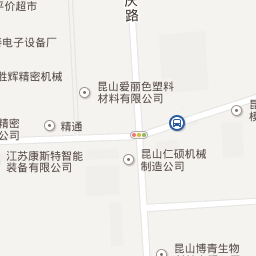 庆
路
平价超市
电子设备厂
胜辉精密机械
昆山爱丽色塑料
材料有限公司
昆
精密
公司
精通
江苏康斯特智能
装备有限公司
昆山仁硕机械
制造公司
昆山博青生物